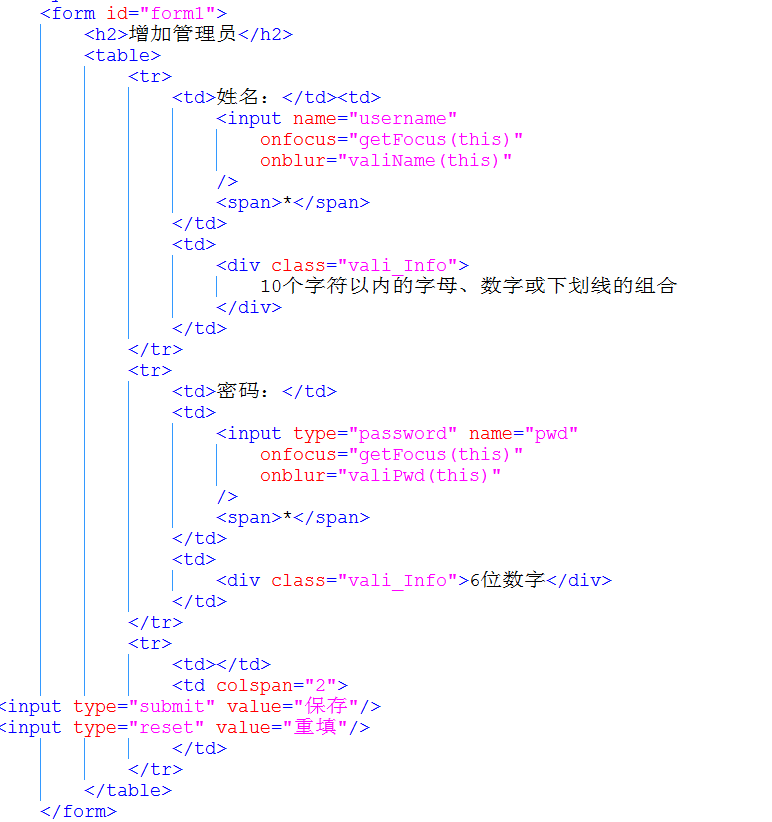 <form id="form1">
<h2>增加管理员</h2>
<table>
<tr>
<td>姓名：</td><td>
<input name="username"
onfocus="getFocus(this)"
onblur="valiName(this)"
/>
<span>*</span>
</td>
<td>
<div class="vali_Info">
10个字符以内的字母、数字或下划线的组合
</div>
</td>
</tr>
<tr>
<td>密码：</td>
<td>
<input type="password" name="pwd"
onfocus="getFocus(this)"
onblur="valiPwd(this)"
/>
<span>*</span>
</td>
<td>
<div class="vali_Info">6位数字</div>
</td>
</tr>
<tr>
<td></td>
<td colspan="2">
<input type="submit" value="保存"/>
<input type="reset" value="重填"/>
</td>
</tr>
</table>
</form>